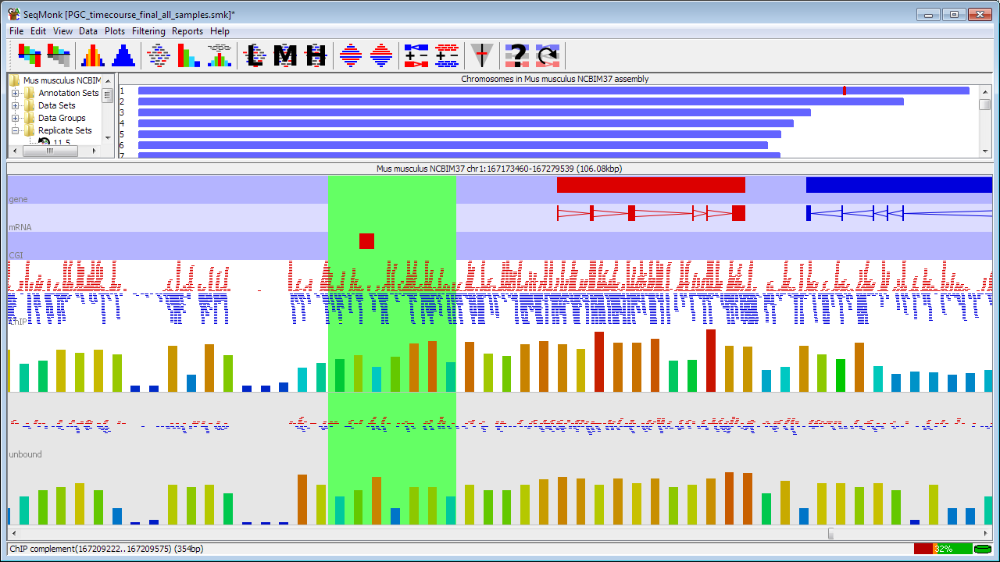 SeqMonk [PGC_timecourse_final_all_samples.smk]*
File Edit View Data Plots Filtering Reports Help
L M H ?
Mus musculus NCBIM
Annotation Sets
Data Sets
Data Groups
Replicate Sets
11.5
Chromosomes in Mus musculus NCBIM37 assembly
1
2
3
4
5
6
7
Mus musculus NCBIM37 chr1:167173460-167279539 (106.08kbp)
gene
mRNA
CGI
ChIP
unbound
ChIP complement(167209222..167209575) (354bp)
32%